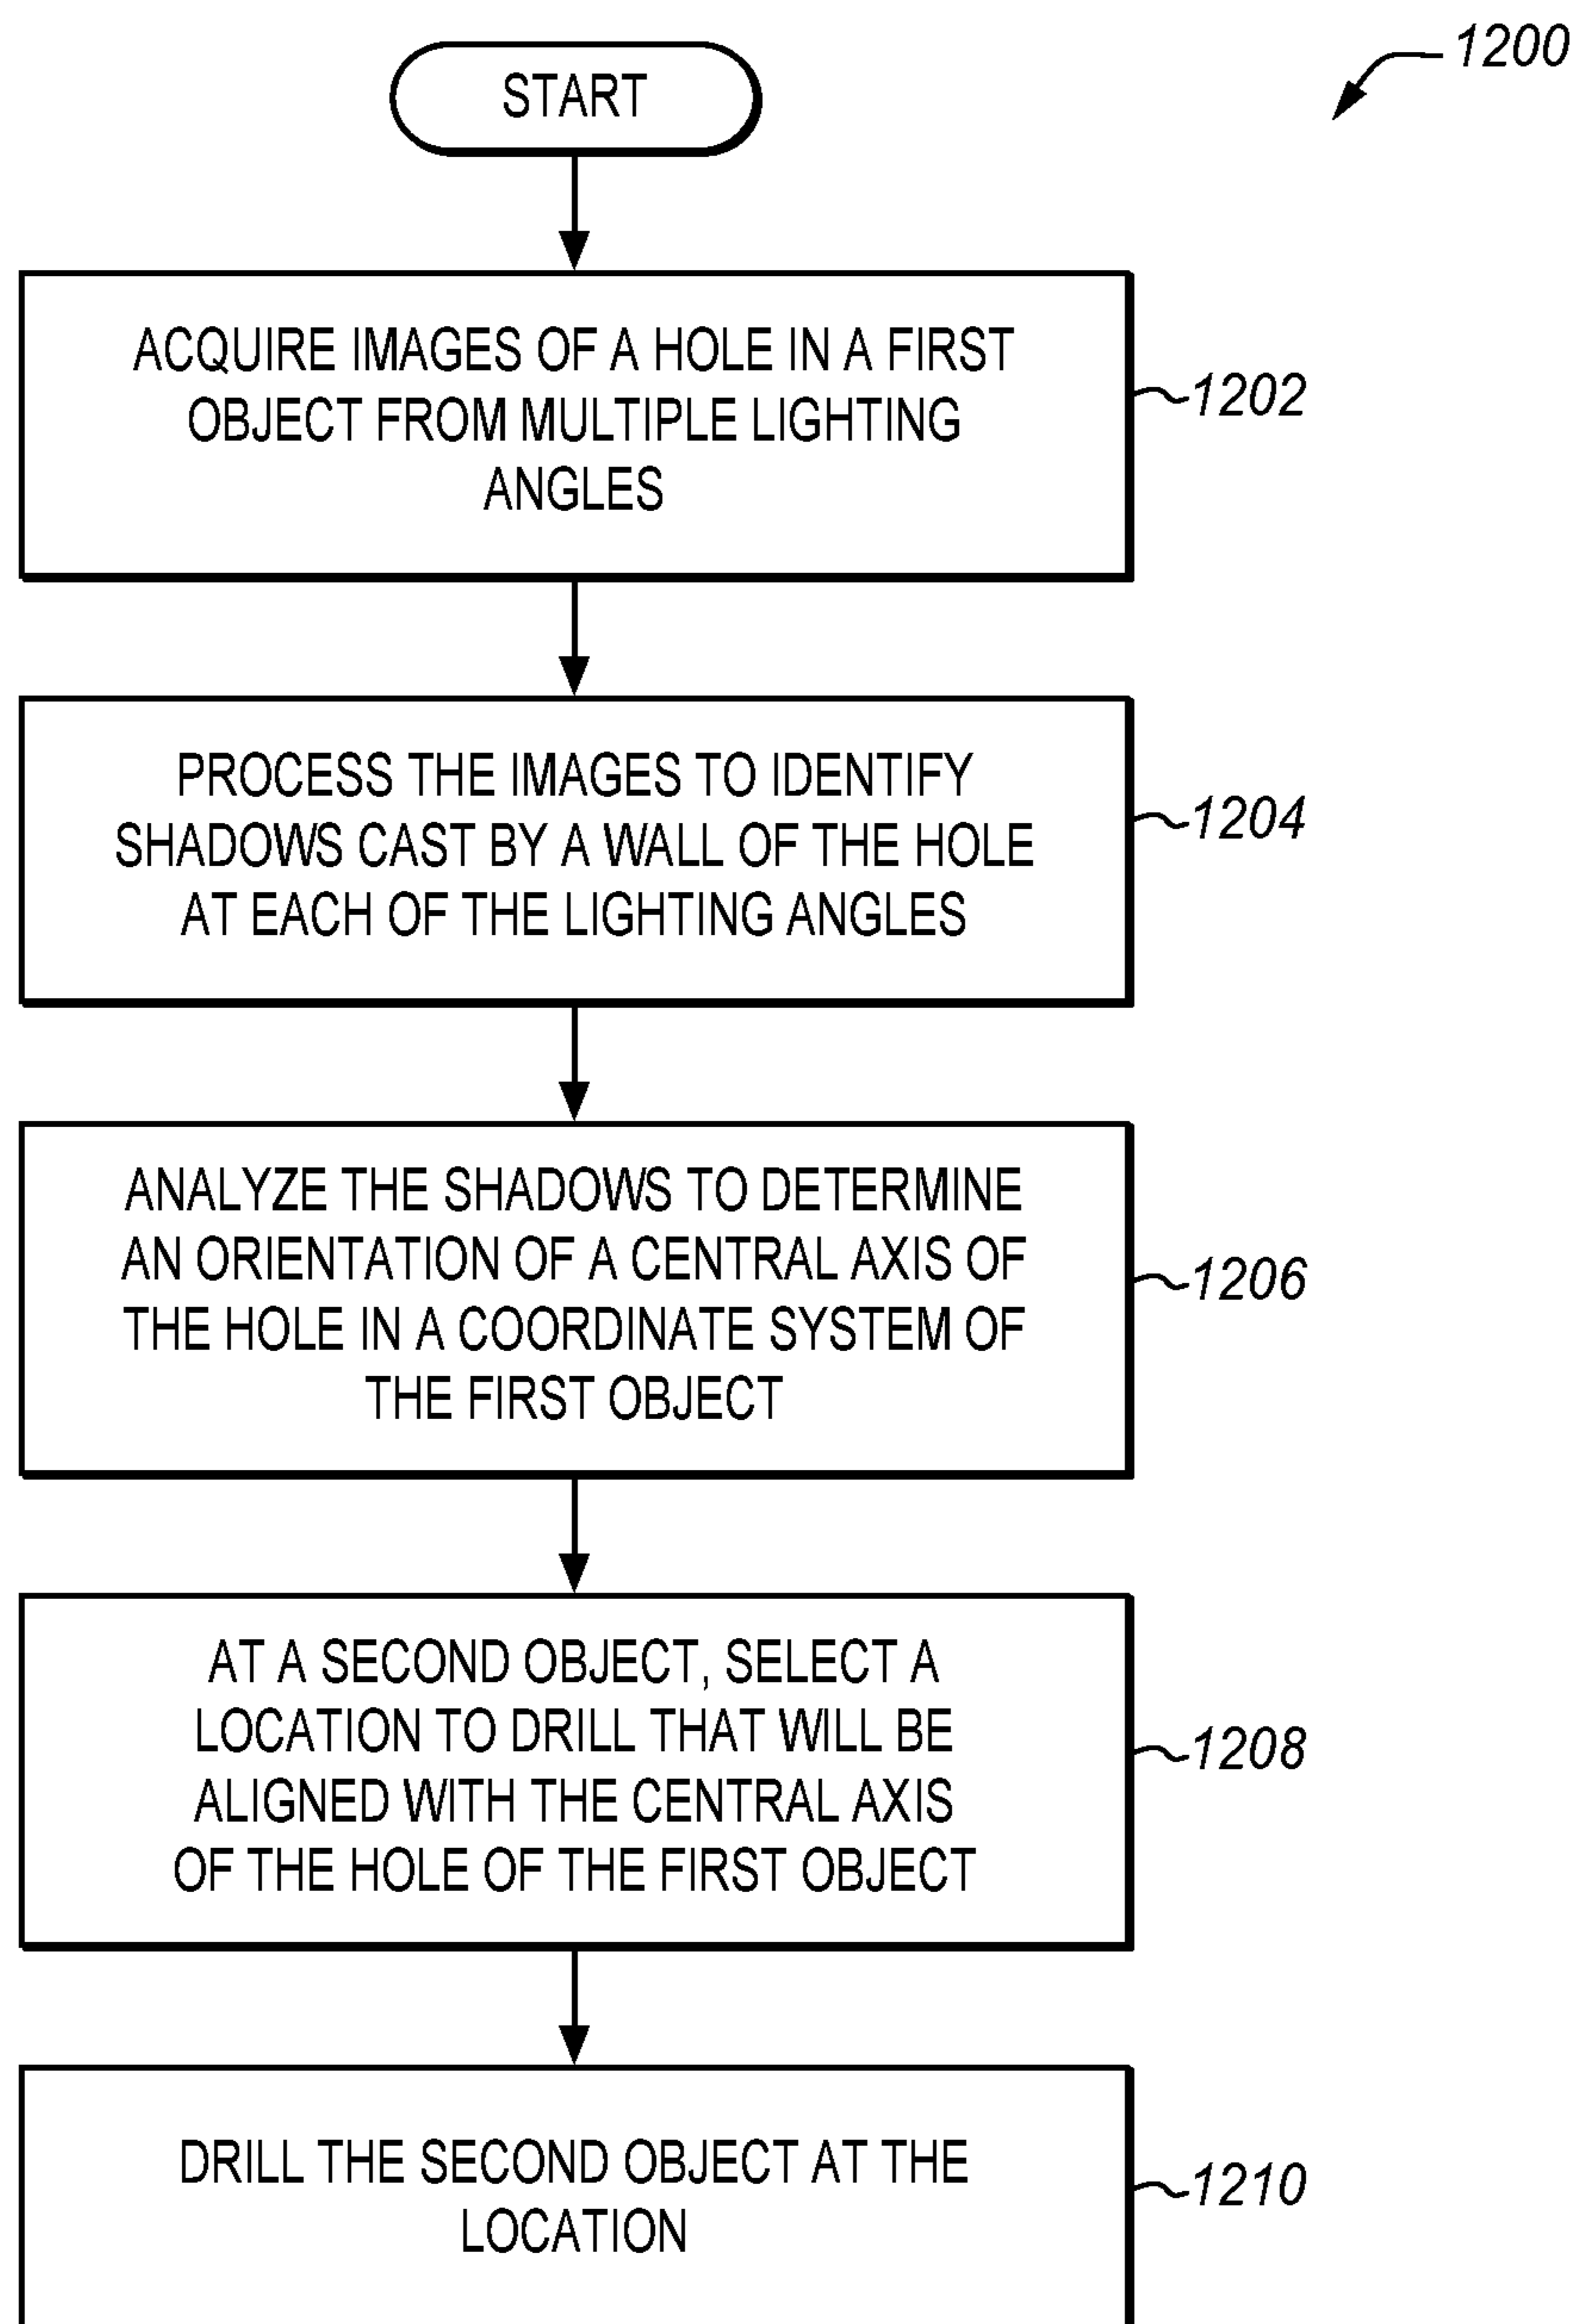 1200
START
ACQUIRE IMAGES OF A HOLE IN A FIRST
OBJECT FROM MULTIPLE LIGHTING
ANGLES
1202
PROCESS THE IMAGES TO IDENTIFY
SHADOWS CAST BY A WALL OF THE HOLE
AT EACH OF THE LIGHTING ANGLES
1204
ANALYZE THE SHADOWS TO DETERMINE
AN ORIENTATION OF A CENTRAL AXIS OF
THE HOLE IN A COORDINATE SYSTEM OF
THE FIRST OBJECT
1206
AT A SECOND OBJECT, SELECT A
LOCATION TO DRILL THAT WILL BE
ALIGNED WITH THE CENTRAL AXIS
OF THE HOLE OF THE FIRST OBJECT
1208
DRILL THE SECOND OBJECT AT THE
LOCATION
1210